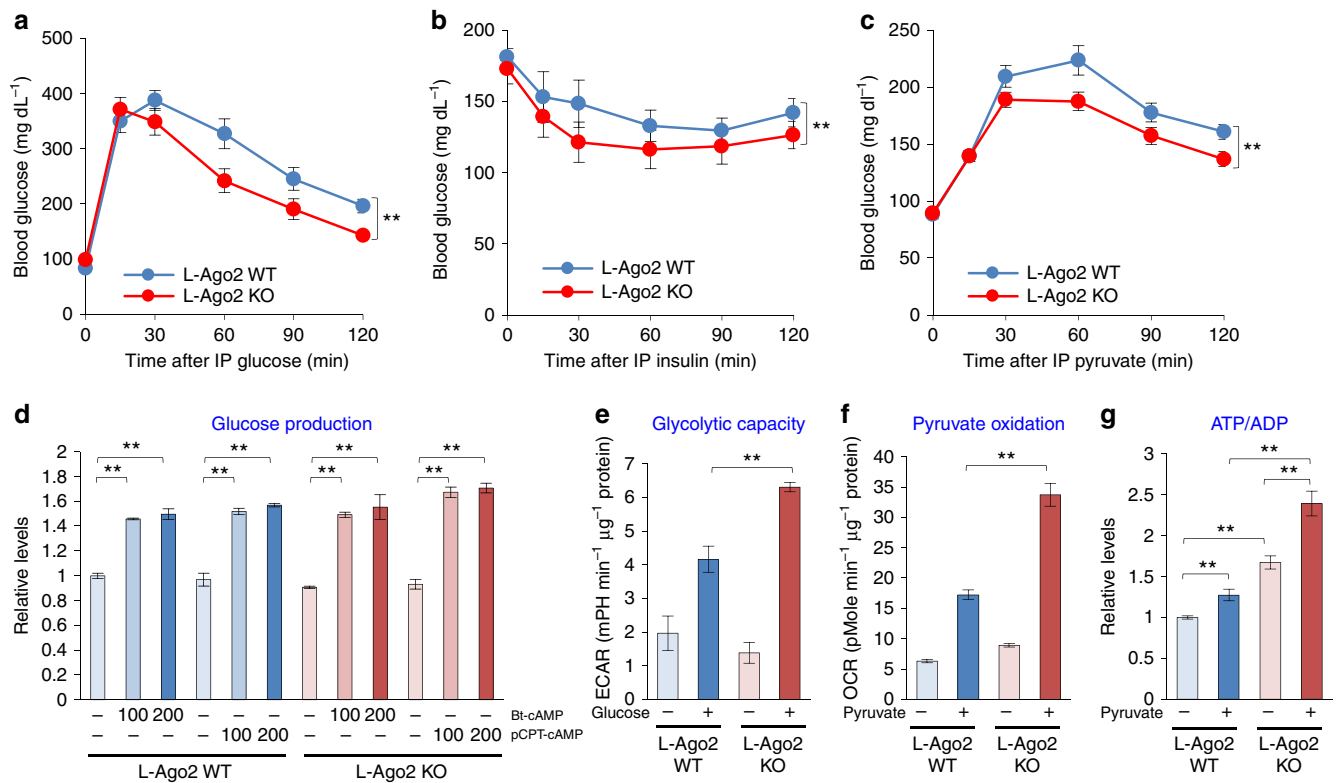 a
500
400
300
200
100
0
Blood glucose (mg dL⁻¹)
**
L-Ago2 WT
L-Ago2 KO
0 30 60 90 120
Time after IP glucose (min)
b
200
150
100
50
0
Blood glucose (mg dL⁻¹)
**
L-Ago2 WT
L-Ago2 KO
0 30 60 90 120
Time after IP insulin (min)
c
250
200
150
100
50
0
Blood glucose (mg dl⁻¹)
**
L-Ago2 WT
L-Ago2 KO
0 30 60 90 120
Time after IP pyruvate (min)
d
Glucose production
** ** ** **
** ** ** **
2
1.8
1.6
1.4
1.2
1
0.8
0.6
0.4
0.2
0
Relative levels
– – – –
100 200 100 200 Bt-cAMP
100 200 100 200 pCPT-cAMP
L-Ago2 WT L-Ago2 KO
e
Glycolytic capacity
**
7
6
5
4
3
2
1
0
ECAR (mPH min⁻¹ µg⁻¹ protein)
Glucose – + – +
L-Ago2 L-Ago2
WT KO
f
Pyruvate oxidation
**
40
35
30
25
20
15
10
5
0
OCR (pMole min⁻¹ µg⁻¹ protein)
Pyruvate – + – +
L-Ago2 L-Ago2
WT KO
g
ATP/ADP
**
**
**
**
3
2.5
2
1.5
1
0.5
0
Relative levels
Pyruvate – + – +
L-Ago2 L-Ago2
WT KO